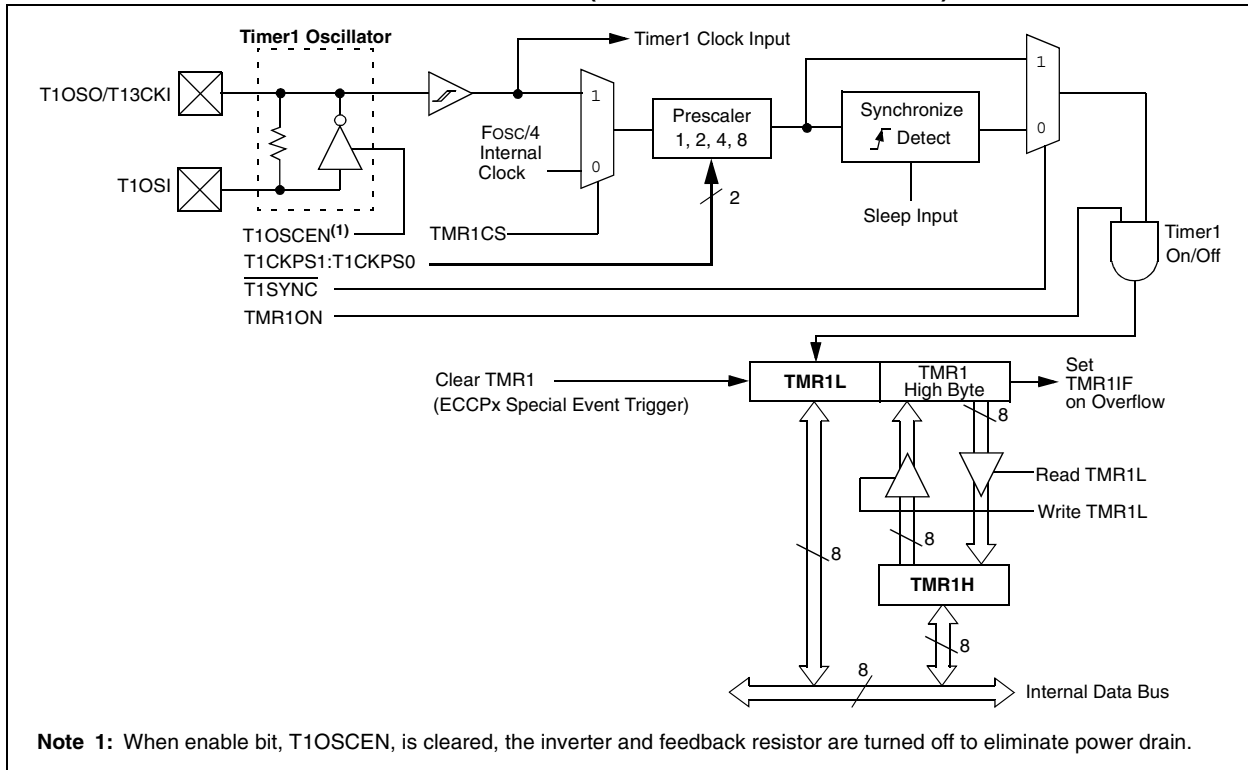 Timer1 Oscillator
Timer1 Clock Input
T1OSO/T13CKI
T1OSI
FOSC/4
Internal
Clock
1
0
Prescaler
1, 2, 4, 8
2
Synchronize
Detect
Sleep Input
1
0
T1OSCEN(1)
TMR1CS
T1CKPS1:T1CKPS0
T1SYNC
TMR1ON
Timer1
On/Off
Clear TMR1
(ECCPx Special Event Trigger)
TMR1L
TMR1
High Byte
Set
TMR1IF
on Overflow
8
Read TMR1L
Write TMR1L
8
8
TMR1H
8
8
Internal Data Bus
Note 1: When enable bit, T1OSCEN, is cleared, the inverter and feedback resistor are turned off to eliminate power drain.